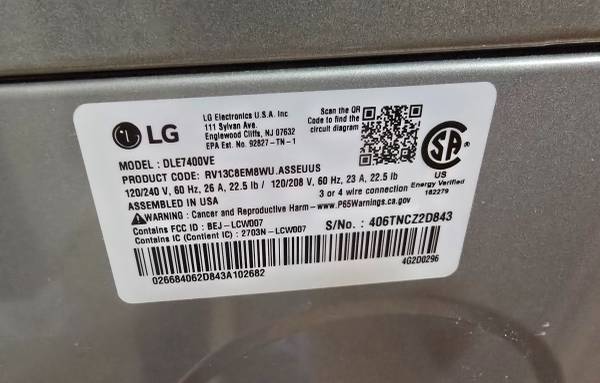 LG
LG Electronics U.S.A. Inc
111 Sylvan Ave.
Englewood Cliffs, NJ 07632
EPA Est. No. 92827-TN-1
Scan the QR
Code to find the
circuit diagram
SA
US
Energy Verified
182279
MODEL : DLE7400VE
PRODUCT CODE: RV13C8EM8WU.ASSEUUS
120/240 V, 60 Hz, 26 A, 22.5 lb / 120/208 V, 60 Hz, 23 A, 22.5 lb
ASSEMBLED IN USA
3 or 4 wire connection
WARNING : Cancer and Reproductive Harm-www.P65Warnings.ca.gov
Contains FCC ID : BEJ-LCW007
Contains IC (Contient IC) : 2703N-LCW007
S/No. : 406TNCZ2D843
026684062D843A102682
4G2D0296